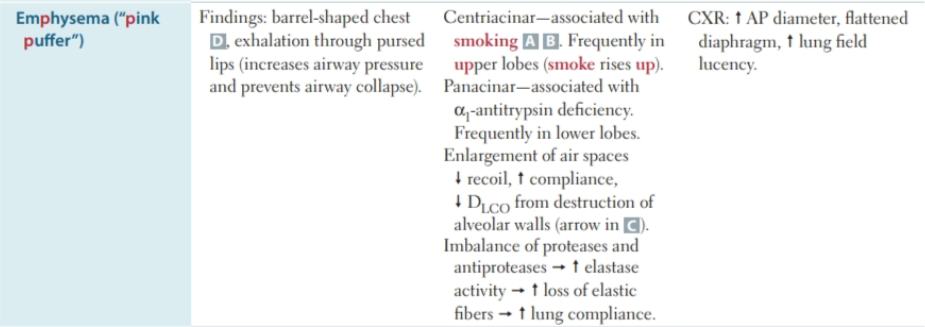 Emphysema (“pink
puffer”)
Findings: barrel-shaped chest
D, exhalation through pursed
lips (increases airway pressure
and prevents airway collapse).
Centriacinar—associated with
smoking A B. Frequently in
upper lobes (smoke rises up).
Panacinar—associated with
α₁-antitrypsin deficiency.
Frequently in lower lobes.
Enlargement of air spaces
↓ recoil, ↑ compliance,
↓ DLCO from destruction of
alveolar walls (arrow in C).
Imbalance of proteases and
antiproteases → ↑ elastase
activity → ↑ loss of elastic
fibers → ↑ lung compliance.
CXR: ↑ AP diameter, flattened
diaphragm, ↑ lung field
lucency.